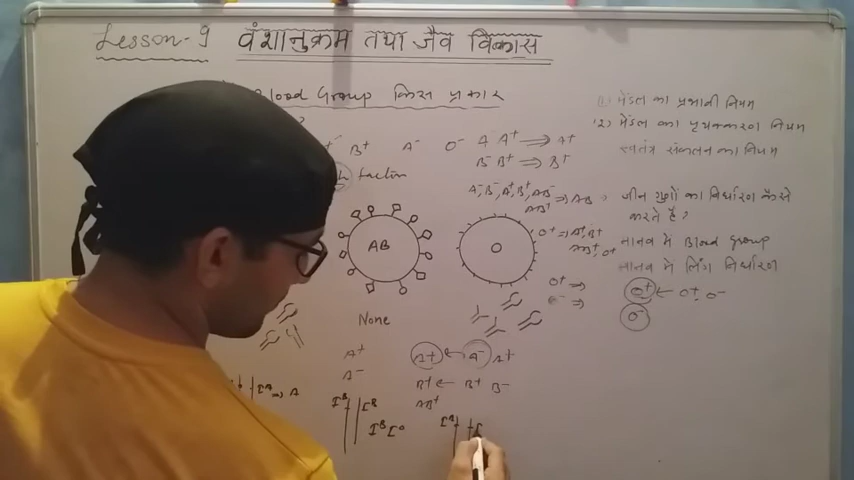 Lesson-9 वंशानुक्रम तथा जैव विकास
Blood Group किस प्रकार
B+ A- O- A A+ ⟹ A+
B- B+ ⟹ B+
factor
A-, B-, A+, B+, AB-
AB+ ⟹ AB
AB
O
O+ ⟹ A+, B+
AB+, O+
O+ ⟹
O- ⟹
None
A+
A-
A+ ← A- A+
B+ ← B+ B-
AB+
I^B I^B
I^B I^O
I^A I
(1) मेंडल का प्रभावी नियम
(2) मेंडल का पृथक्करण नियम
स्वतंत्र संकलन का नियम
जीन गुणों का निर्धारण कैसे
करते है?
मानव में Blood group
मानव में लिंग निर्धारण
O+ ← O+, O-
O-